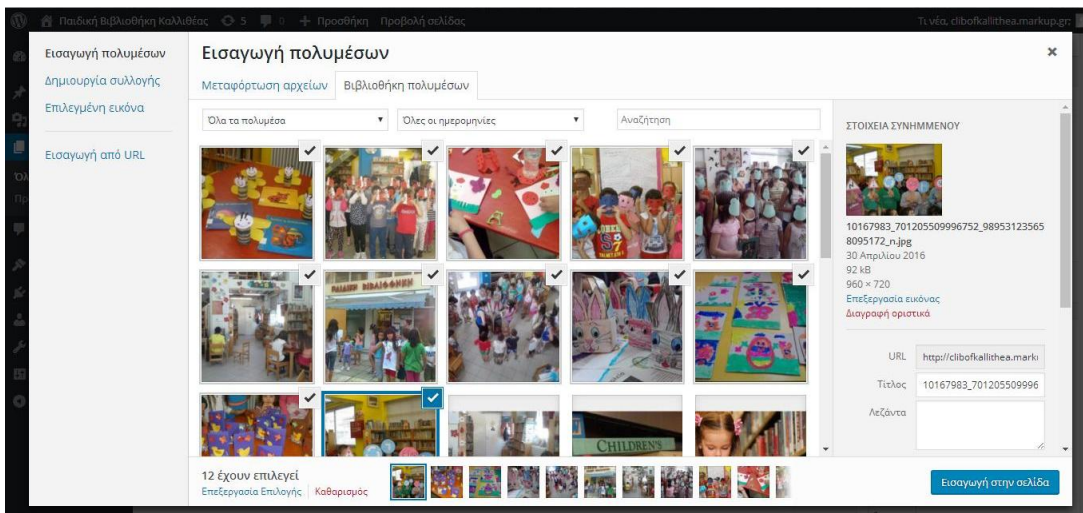 Παιδική Βιβλιοθήκη Καλλιθέας 5 0 + Προσθήκη Προβολή σελίδας Τι νέα, clibofkallithea.markup.gr;
Εισαγωγή πολυμέσων
Δημιουργία συλλογής
Επιλεγμένη εικόνα
Εισαγωγή από URL
Εισαγωγή πολυμέσων
Μεταφόρτωση αρχείων Βιβλιοθήκη πολυμέσων
Όλα τα πολυμέσα Όλες οι ημερομηνίες Αναζήτηση
ΠΑΙΔΙΚΗ ΒΙΒΛΙΟΘΗΚΗ
CHILDREN'S
ΣΤΟΙΧΕΙΑ ΣΥΝΗΜΜΕΝΟΥ
10167983_701205509996752_98953123565
8095172_n.jpg
30 Απριλίου 2016
92 kB
960 × 720
Επεξεργασία εικόνας
Διαγραφή οριστικά
URL http://clibofkallithea.marku
Τίτλος 10167983_701205509996
Λεζάντα
12 έχουν επιλεγεί
Επεξεργασία Επιλογής Καθαρισμός
Εισαγωγή στην σελίδα